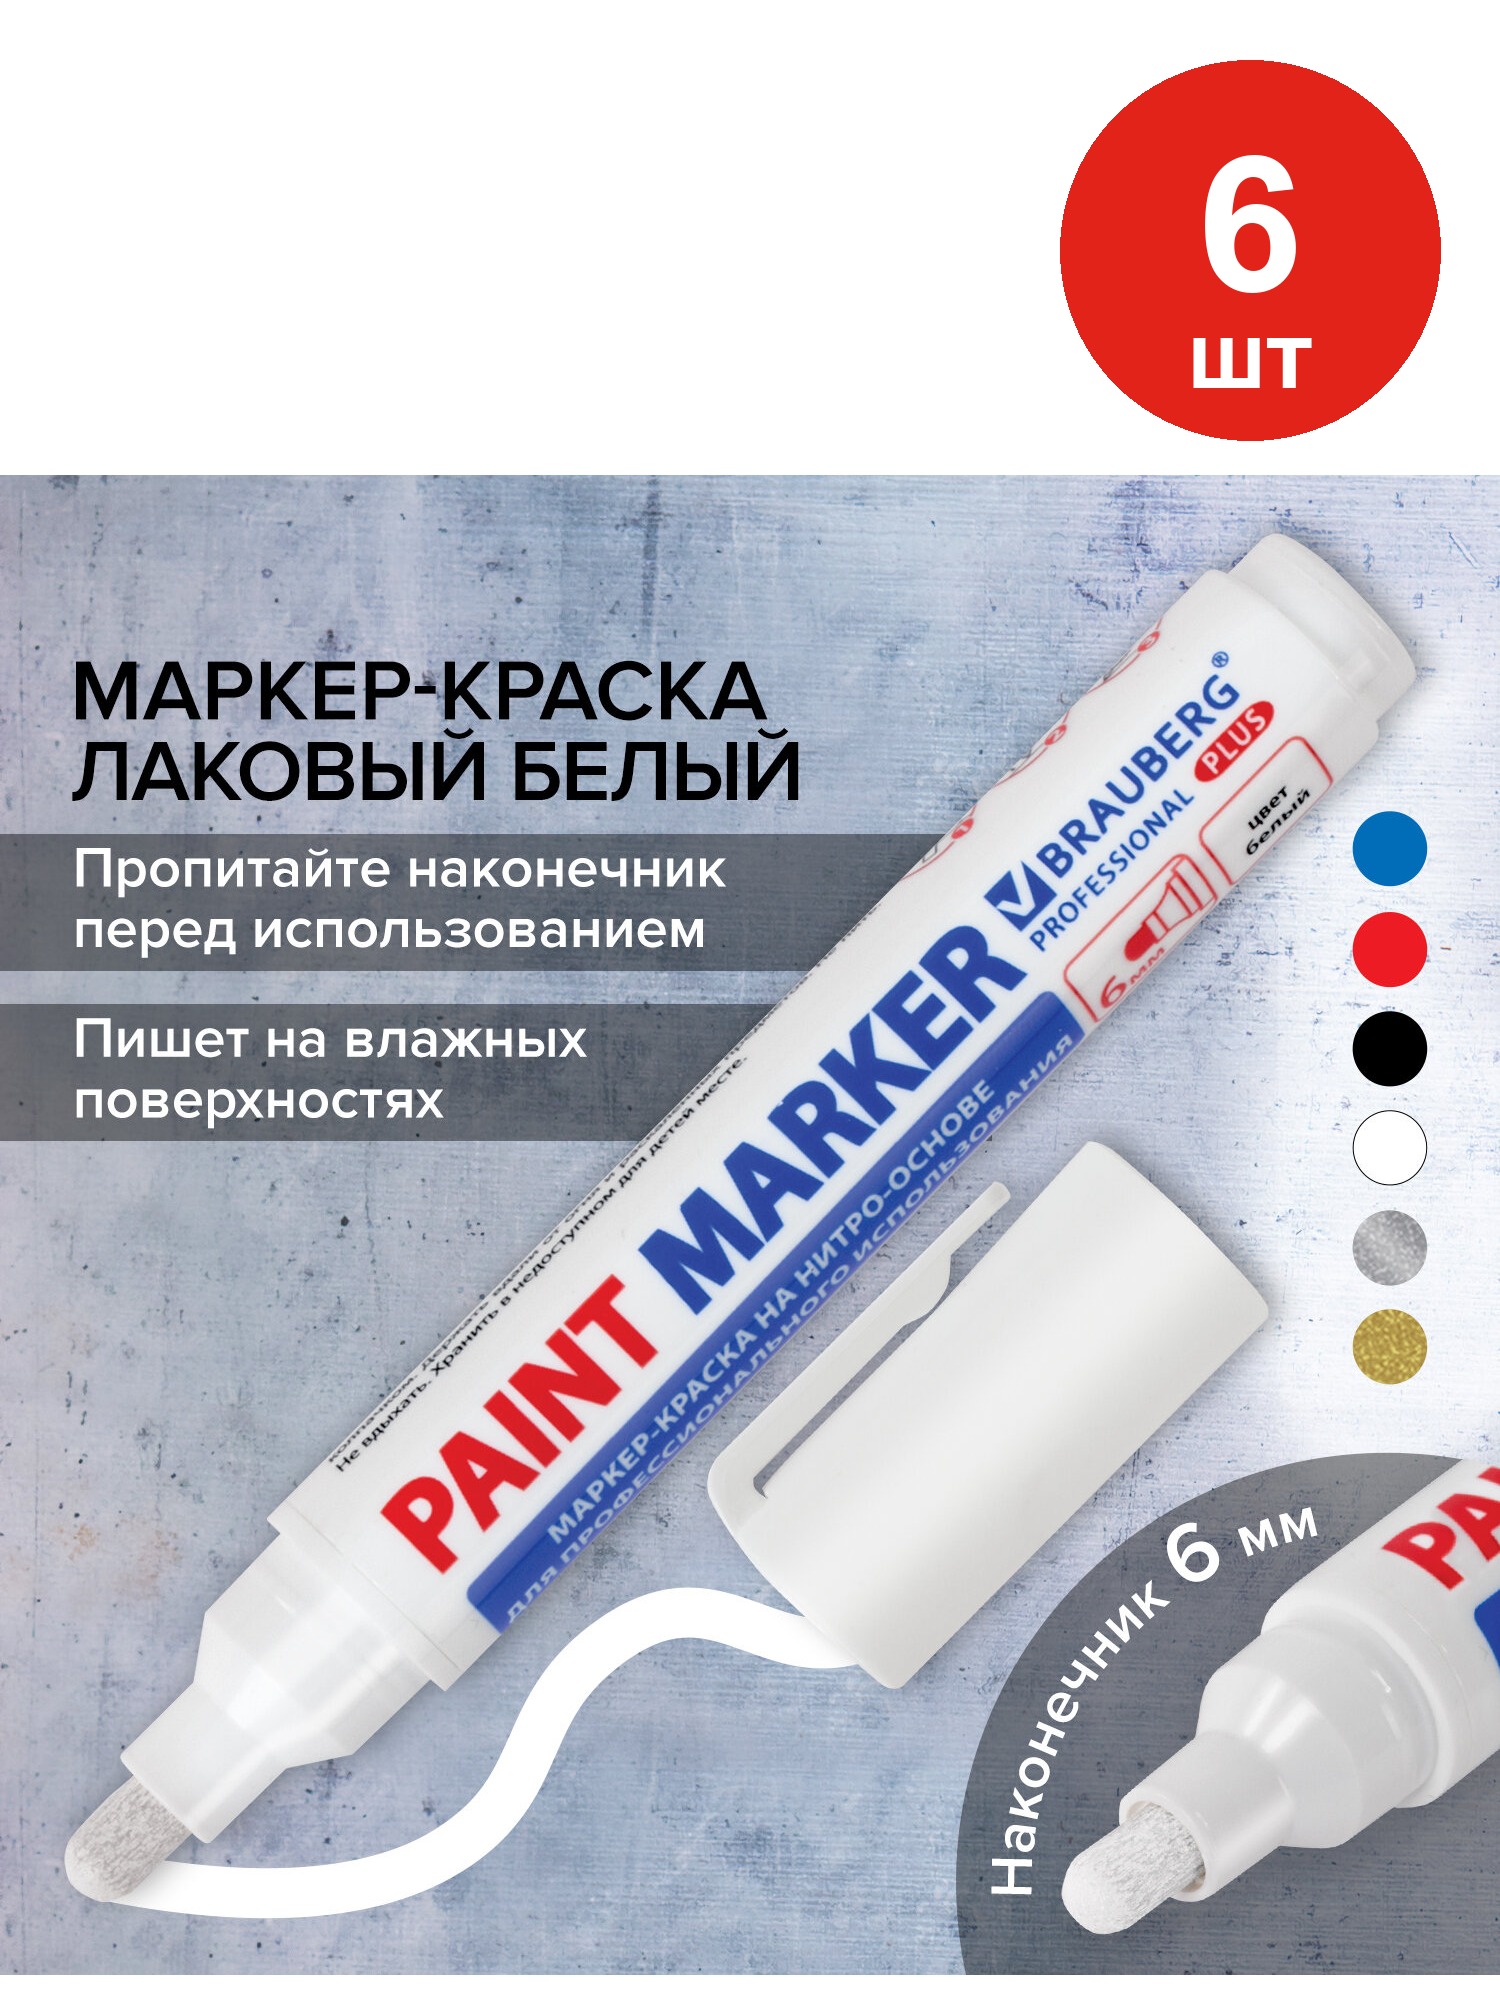 6
шт
МАРКЕР-КРАСКА
ЛАКОВЫЙ БЕЛЫЙ
Пропитайте наконечник
перед использованием
Пишет на влажных
поверхностях
BRAUBERG®
PROFESSIONAL PLUS
цвет
белый
6 мм
PAINT MARKER
МАРКЕР-КРАСКА НА НИТРО-ОСНОВЕ
ДЛЯ ПРОФЕССИОНАЛЬНОГО ИСПОЛЬЗОВАНИЯ
Не вдыхать. Хранить в недоступном для детей месте.
Наконечник 6 мм
PA